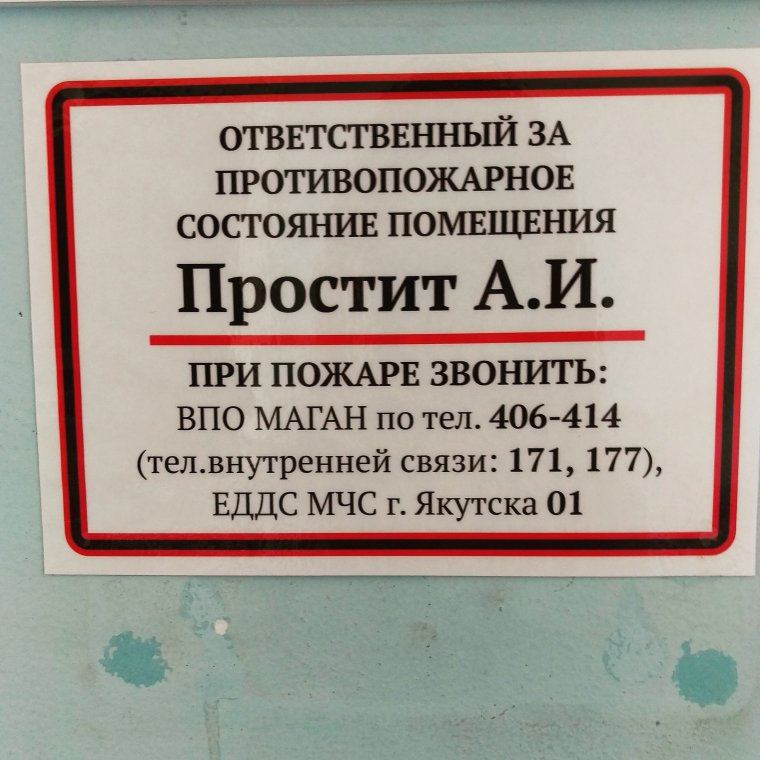 ОТВЕТСТВЕННЫЙ ЗА
ПРОТИВОПОЖАРНОЕ
СОСТОЯНИЕ ПОМЕЩЕНИЯ
Простит А.И.
ПРИ ПОЖАРЕ ЗВОНИТЬ:
ВПО МАГАН по тел. 406-414
(тел.внутренней связи: 171, 177),
ЕДДС МЧС г. Якутска 01